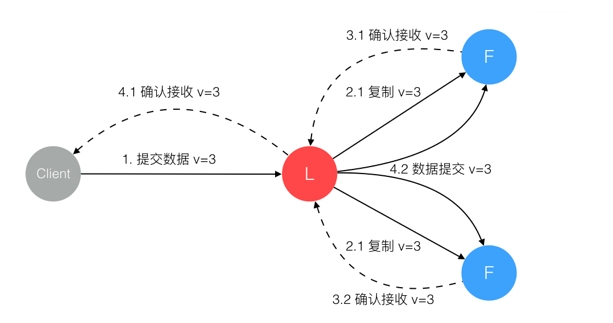 3.1 确认接收 v=3
F
4.1 确认接收 v=3
2.1 复制 v=3
Client
1. 提交数据 v=3
L
4.2 数据提交 v=3
2.1 复制 v=3
F
3.2 确认接收 v=3